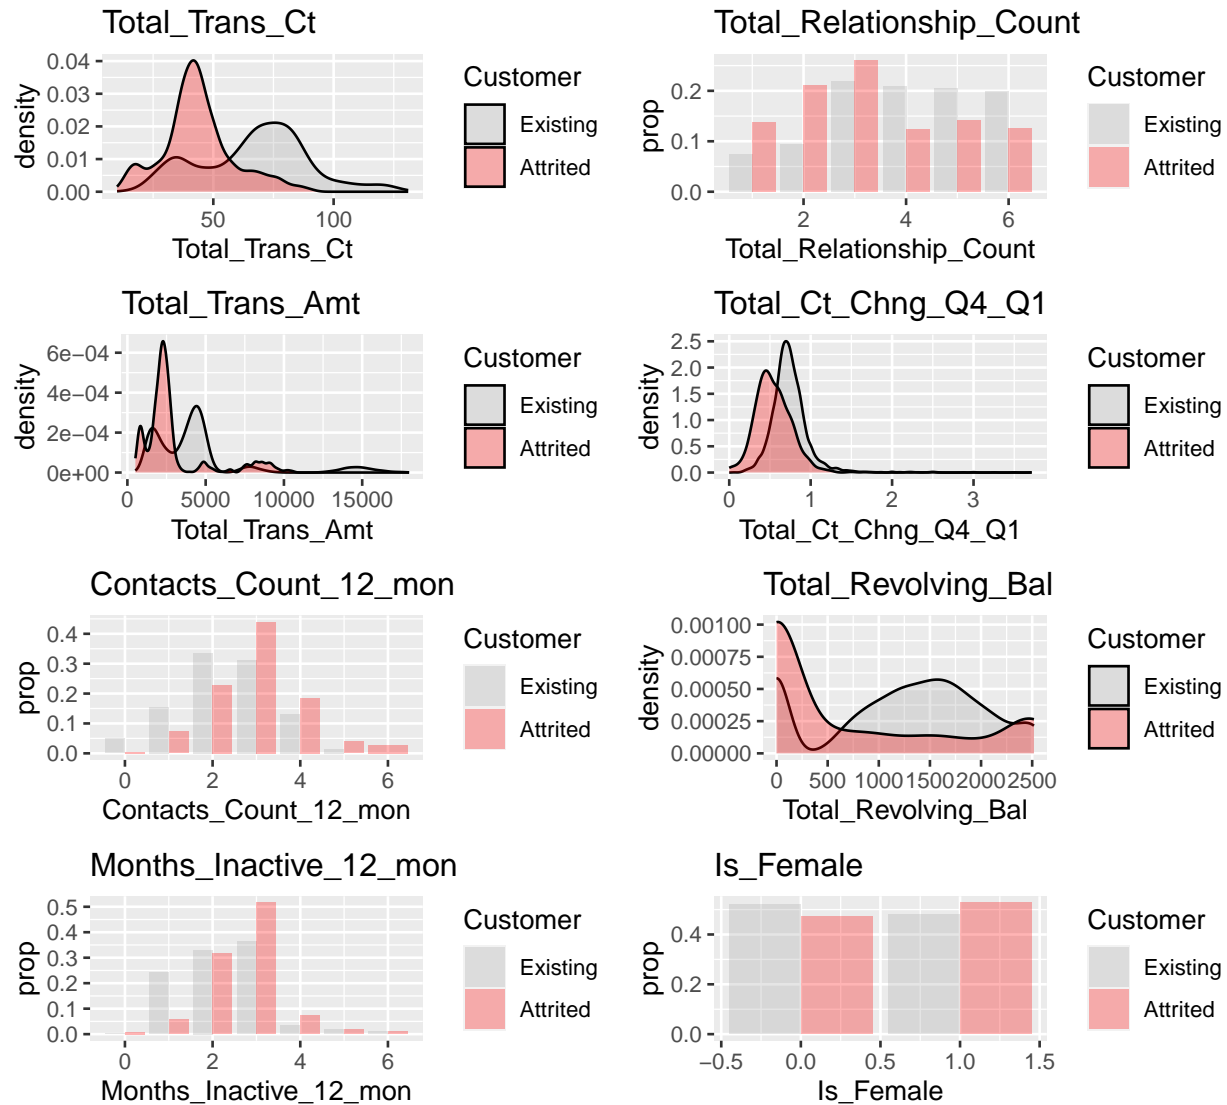 Total_Trans_Ct
density
0.04
0.03
0.02
0.01
0.00
50 100
Total_Trans_Ct
Customer
Existing
Attrited
Total_Relationship_Count
prop
0.2
0.1
0.0
2 4 6
Total_Relationship_Count
Customer
Existing
Attrited
Total_Trans_Amt
density
6e−04
4e−04
2e−04
0e+00
0 5000 10000 15000
Total_Trans_Amt
Customer
Existing
Attrited
Total_Ct_Chng_Q4_Q1
density
2.5
2.0
1.5
1.0
0.5
0.0
0 1 2 3
Total_Ct_Chng_Q4_Q1
Customer
Existing
Attrited
Contacts_Count_12_mon
prop
0.4
0.3
0.2
0.1
0.0
0 2 4 6
Contacts_Count_12_mon
Customer
Existing
Attrited
Total_Revolving_Bal
density
0.00100
0.00075
0.00050
0.00025
0.00000
0 500 1000 1500 2000 2500
Total_Revolving_Bal
Customer
Existing
Attrited
Months_Inactive_12_mon
prop
0.5
0.4
0.3
0.2
0.1
0.0
0 2 4 6
Months_Inactive_12_mon
Customer
Existing
Attrited
Is_Female
prop
0.4
0.2
0.0
−0.5 0.0 0.5 1.0 1.5
Is_Female
Customer
Existing
Attrited